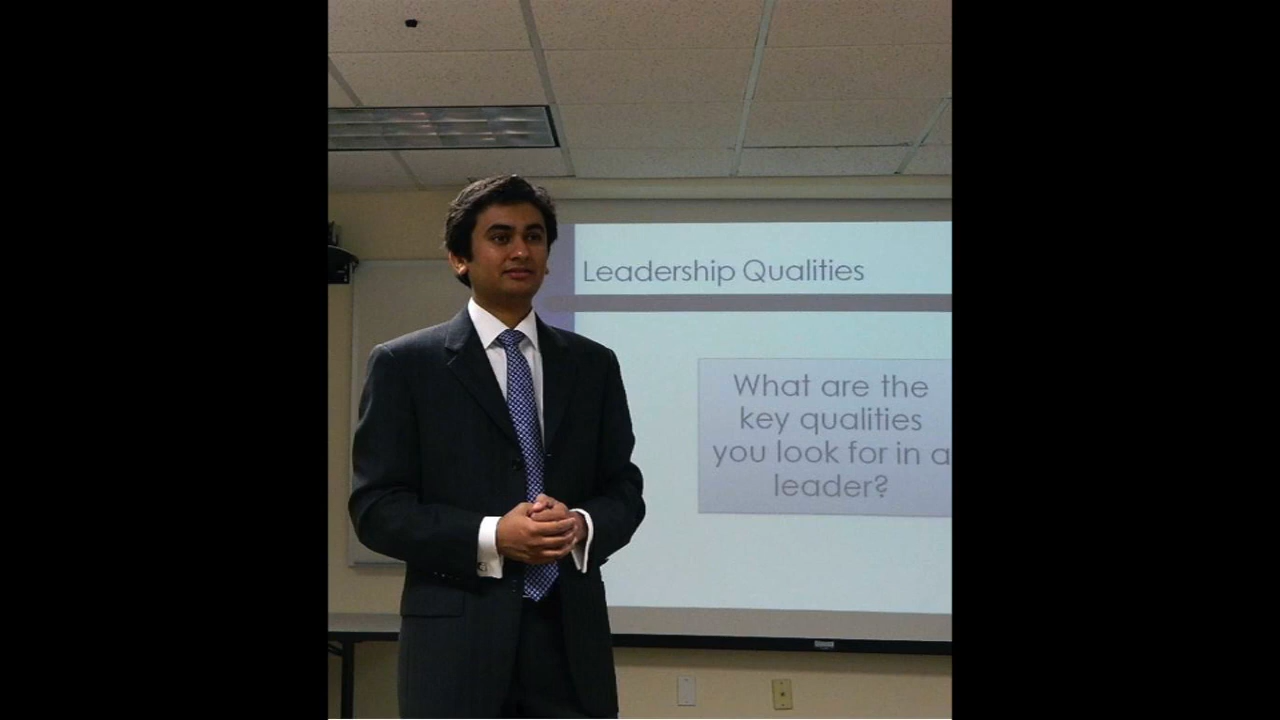 Leadership Qualities
What are the
key qualities
you look for in a
leader?